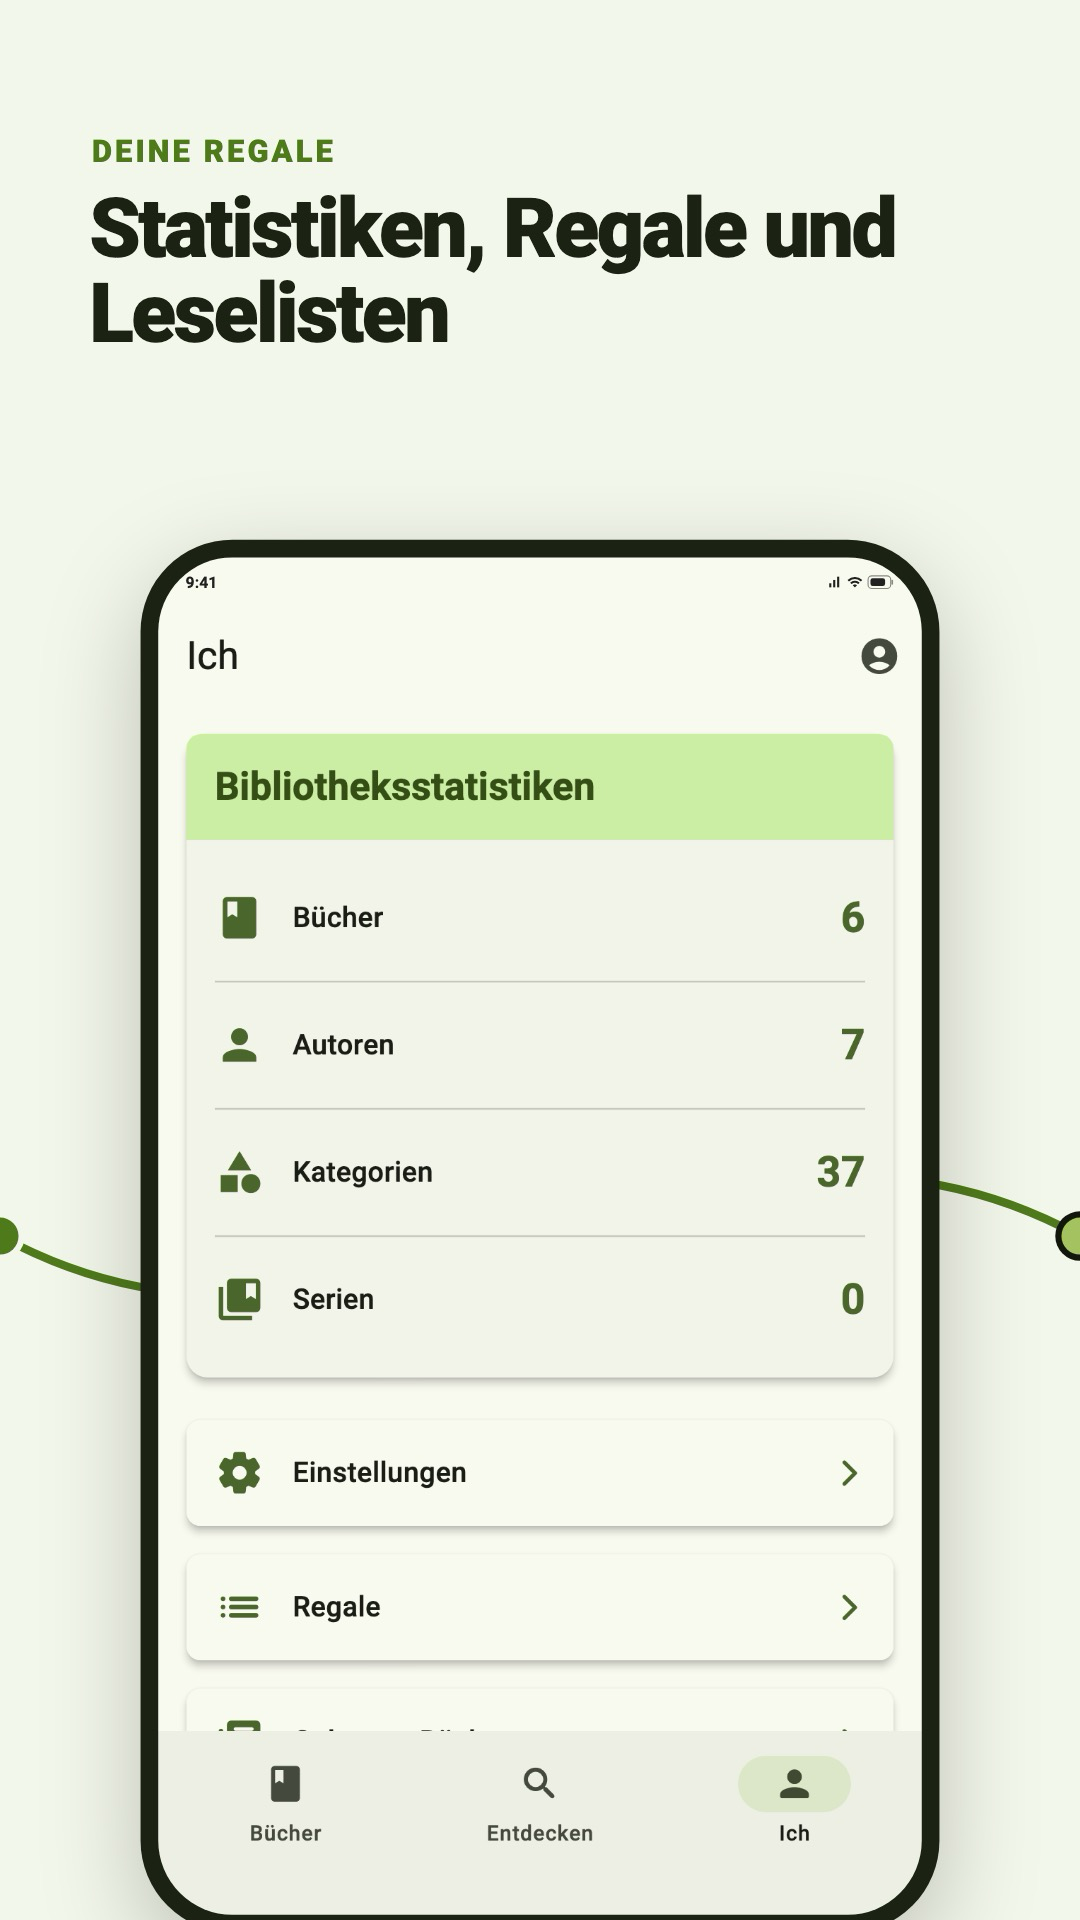 DEINE REGALE
Statistiken, Regale und
Leselisten
9:41
Ich
Bibliotheksstatistiken
Bücher 6
Autoren 7
Kategorien 37
Serien 0
Einstellungen
Regale
Bücher Entdecken Ich